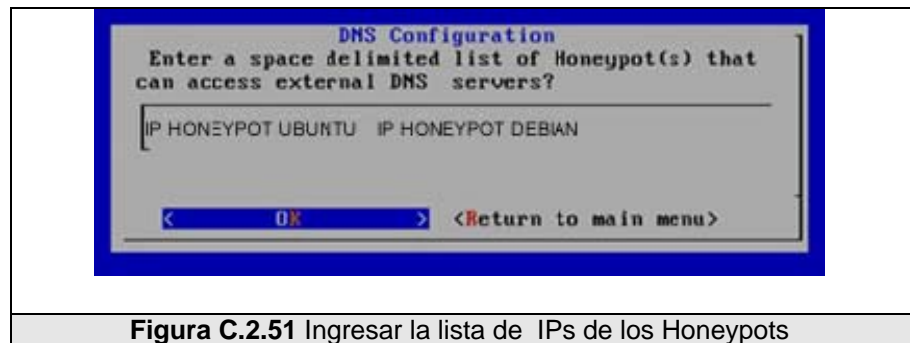 DNS Configuration
Enter a space delimited list of Honeypot(s) that
can access external DNS servers?
IP HONEYPOT UBUNTU IP HONEYPOT DEBIAN
< OK > <Return to main menu>
Figura C.2.51 Ingresar la lista de IPs de los Honeypots